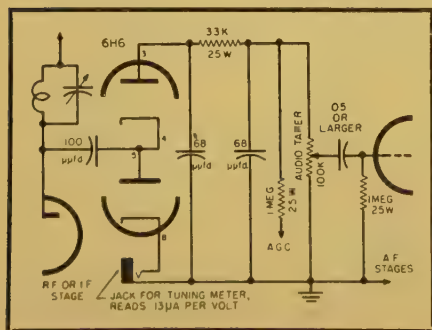 6H6
3
33K
25W
100
µµfd
4
5
8
68
µµfd
68
µµfd
1 MEG
25W
AGC
AUDIO TAPER
100K
05
OR
LARGER
1MEG
25W
AF
STAGES
RF OR IF
STAGE
JACK FOR TUNING METER,
READS 13µA PER VOLT